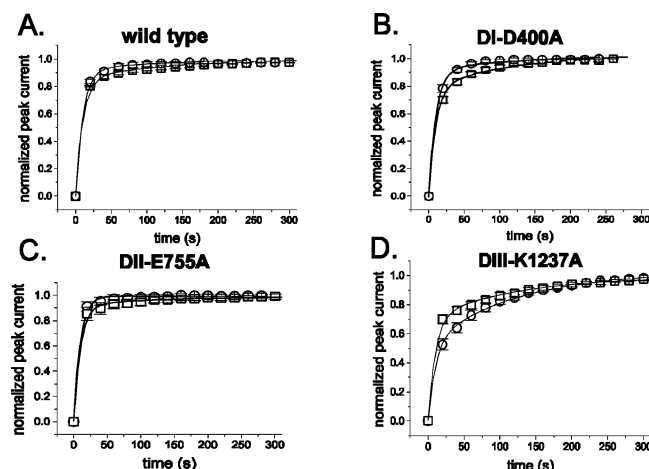 A.
wild type
normalized peak current
1.0
0.8
0.6
0.4
0.2
0.0
0 50 100 150 200 250 300
time (s)
B.
DI-D400A
normalized peak current
1.0
0.8
0.6
0.4
0.2
0.0
0 50 100 150 200 250 300
time (s)
C.
DII-E755A
normalized peak current
1.0
0.8
0.6
0.4
0.2
0.0
0 50 100 150 200 250 300
time (s)
D.
DIII-K1237A
normalized peak current
1.0
0.8
0.6
0.4
0.2
0.0
0 50 100 150 200 250 300
time (s)